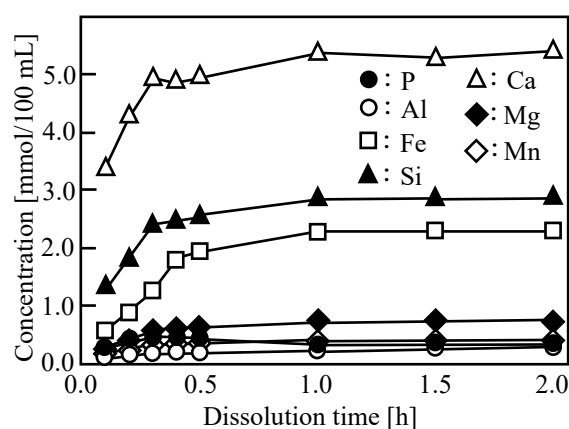 Concentration [mmol/100 mL]
5.0
4.0
3.0
2.0
1.0
0.0
: P
: Al
: Fe
: Si
: Ca
: Mg
: Mn
0.0 0.5 1.0 1.5 2.0
Dissolution time [h]